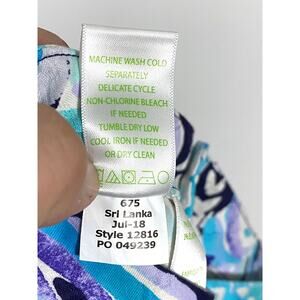 MACHINE WASH COLD
SEPARATELY
DELICATE CYCLE
NON-CHLORINE BLEACH
IF NEEDED
TUMBLE DRY LOW
COOL IRON IF NEEDED
OR DRY CLEAN
675
Sri Lanka
Jul-18
Style 12816
PO 049239